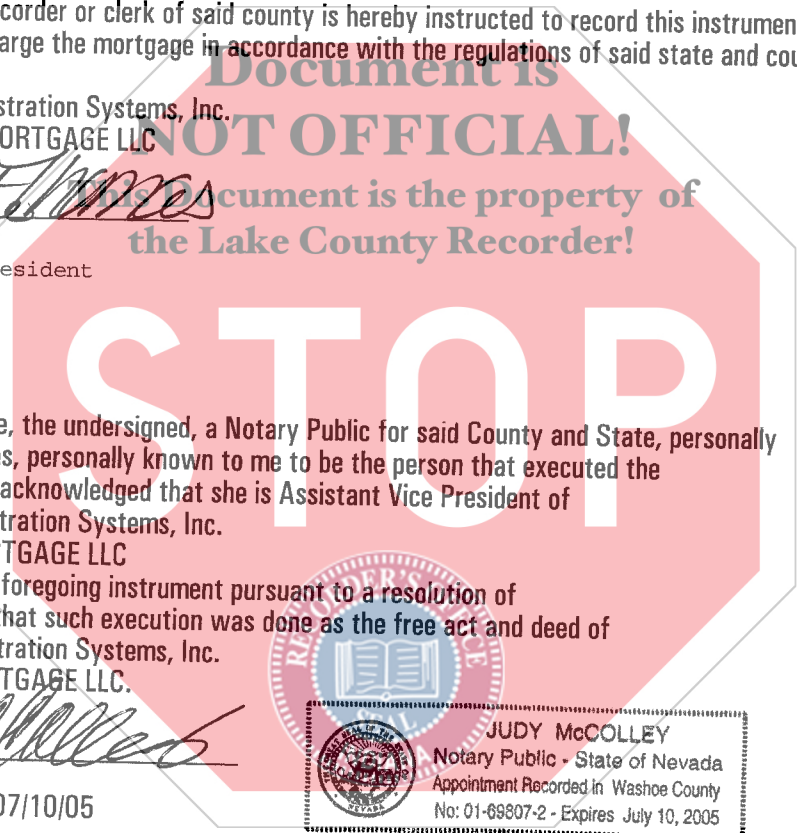 corder or clerk of said county is hereby instructed to record this instrumen
arge the mortgage in accordance with the regulations of said state and cou
Document is
stration Systems, Inc.
ORTGAGE LLC
NOT OFFICIAL!
This Document is the property of
the Lake County Recorder!
esident
STOP
e, the undersigned, a Notary Public for said County and State, personally
s, personally known to me to be the person that executed the
acknowledged that she is Assistant Vice President of
tration Systems, Inc.
TGAGE LLC
foregoing instrument pursuant to a resolution of
that such execution was done as the free act and deed of
tration Systems, Inc.
TGAGE LLC.
RECORDER'S OFFICE
SEAL
JUDY McCOLLEY
Notary Public - State of Nevada
Appointment Recorded in Washoe County
No: 01-69807-2 - Expires July 10, 2005
NEVADA
07/10/05